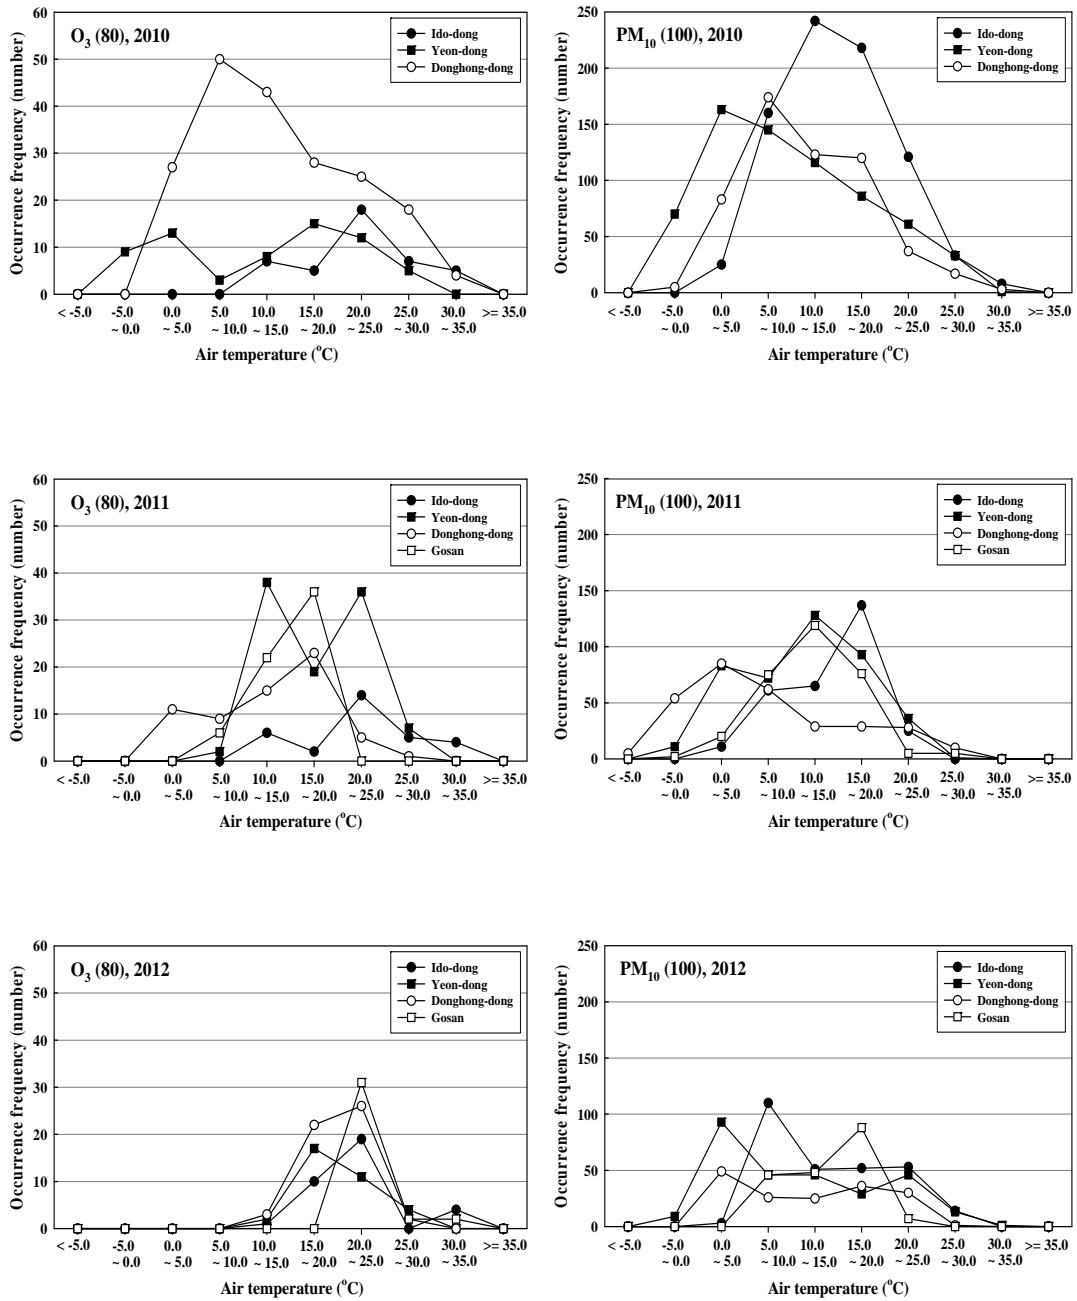 O3 (80), 2010
Ido-dong
Yeon-dong
Donghong-dong
Occurrence frequency (number)
60
50
40
30
20
10
0
< -5.0 -5.0 0.0 5.0 10.0 15.0 20.0 25.0 30.0 >= 35.0
~ 0.0 ~ 5.0 ~ 10.0 ~ 15.0 ~ 20.0 ~ 25.0 ~ 30.0 ~ 35.0
Air temperature (oC)
PM10 (100), 2010
Ido-dong
Yeon-dong
Donghong-dong
Occurrence frequency (number)
250
200
150
100
50
0
< -5.0 -5.0 0.0 5.0 10.0 15.0 20.0 25.0 30.0 >= 35.0
~ 0.0 ~ 5.0 ~ 10.0 ~ 15.0 ~ 20.0 ~ 25.0 ~ 30.0 ~ 35.0
Air temperature (oC)
O3 (80), 2011
Ido-dong
Yeon-dong
Donghong-dong
Gosan
Occurrence frequency (number)
60
50
40
30
20
10
0
< -5.0 -5.0 0.0 5.0 10.0 15.0 20.0 25.0 30.0 >= 35.0
~ 0.0 ~ 5.0 ~ 10.0 ~ 15.0 ~ 20.0 ~ 25.0 ~ 30.0 ~ 35.0
Air temperature (oC)
PM10 (100), 2011
Ido-dong
Yeon-dong
Donghong-dong
Gosan
Occurrence frequency (number)
250
200
150
100
50
0
< -5.0 -5.0 0.0 5.0 10.0 15.0 20.0 25.0 30.0 >= 35.0
~ 0.0 ~ 5.0 ~ 10.0 ~ 15.0 ~ 20.0 ~ 25.0 ~ 30.0 ~ 35.0
Air temperature (oC)
O3 (80), 2012
Ido-dong
Yeon-dong
Donghong-dong
Gosan
Occurrence frequency (number)
60
50
40
30
20
10
0
< -5.0 -5.0 0.0 5.0 10.0 15.0 20.0 25.0 30.0 >= 35.0
~ 0.0 ~ 5.0 ~ 10.0 ~ 15.0 ~ 20.0 ~ 25.0 ~ 30.0 ~ 35.0
Air temperature (oC)
PM10 (100), 2012
Ido-dong
Yeon-dong
Donghong-dong
Gosan
Occurrence frequency (number)
250
200
150
100
50
0
< -5.0 -5.0 0.0 5.0 10.0 15.0 20.0 25.0 30.0 >= 35.0
~ 0.0 ~ 5.0 ~ 10.0 ~ 15.0 ~ 20.0 ~ 25.0 ~ 30.0 ~ 35.0
Air temperature (oC)